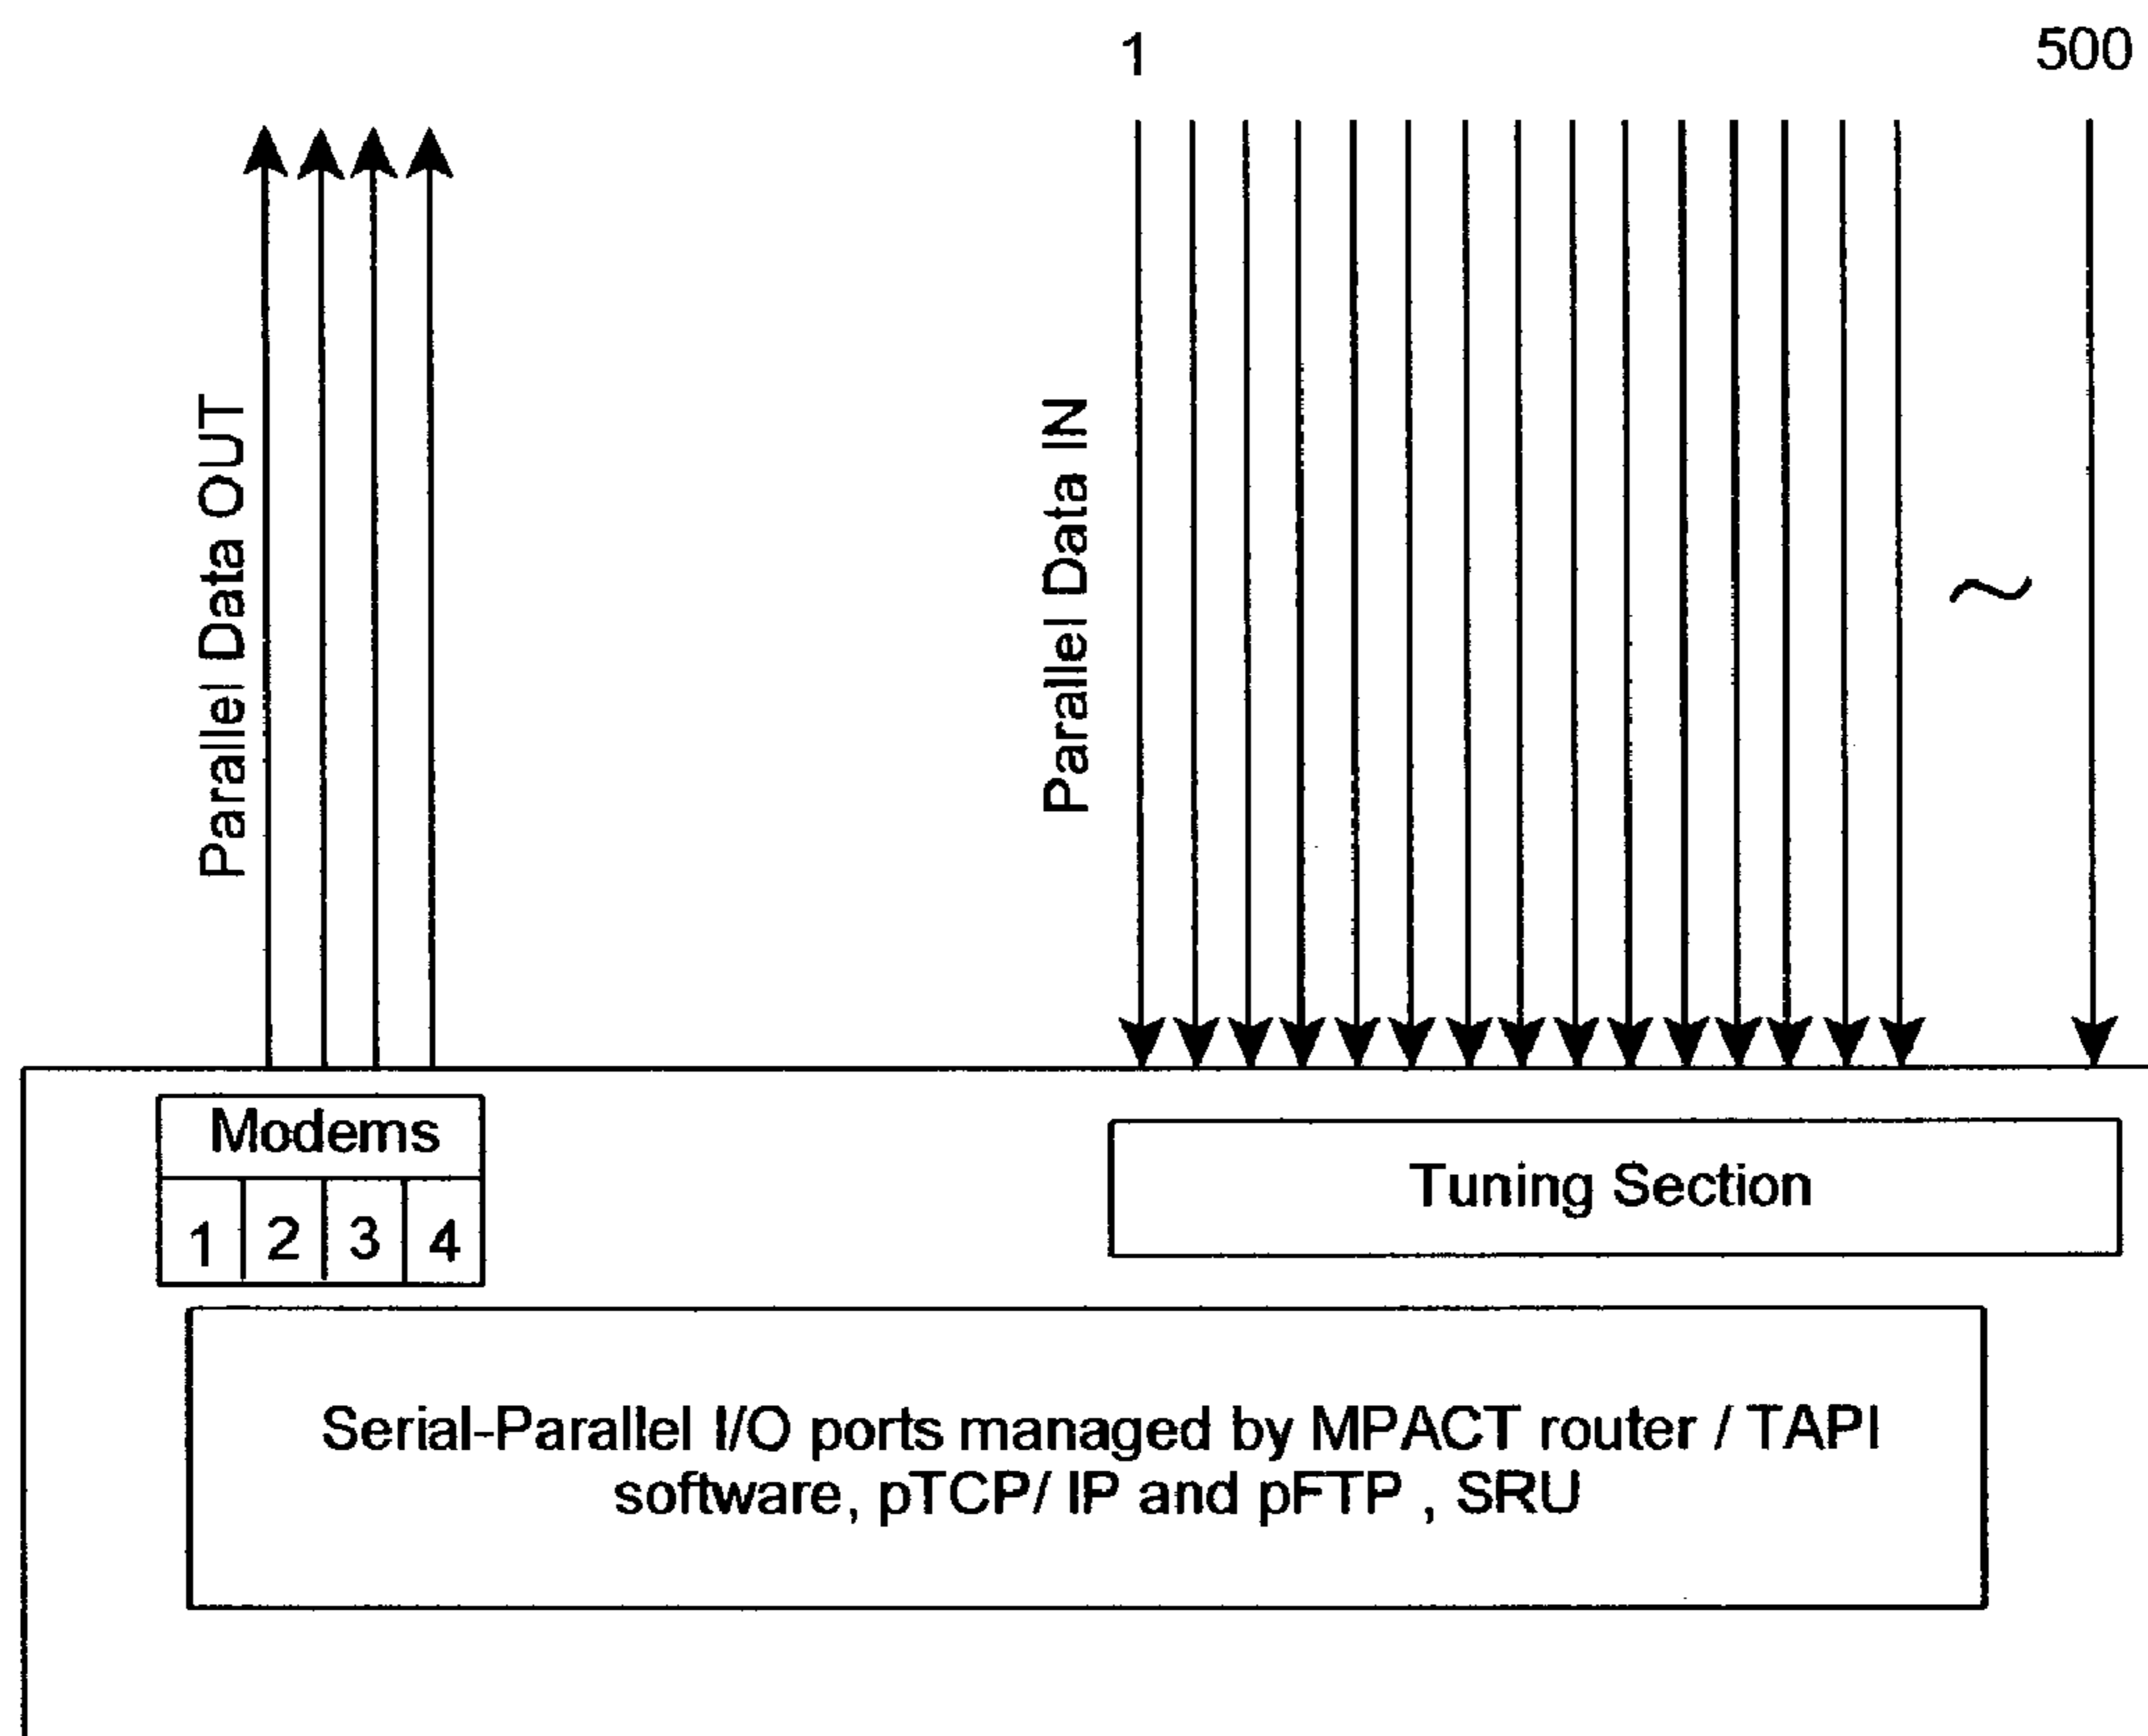 1
500
Parallel Data OUT
Parallel Data IN
~
Modems
1 2 3 4
Tuning Section
Serial-Parallel I/O ports managed by MPACT router / TAPI
software, pTCP/ IP and pFTP , SRU